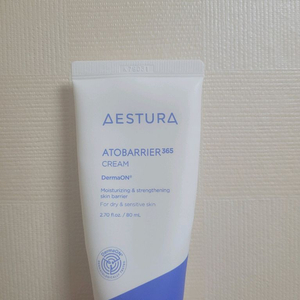 AESTURA
ATOBARRIER365
CREAM
DermaON®
Moisturizing & strengthening
skin barrier
For dry & sensitive skin
2.70 fl.oz. / 80 mL